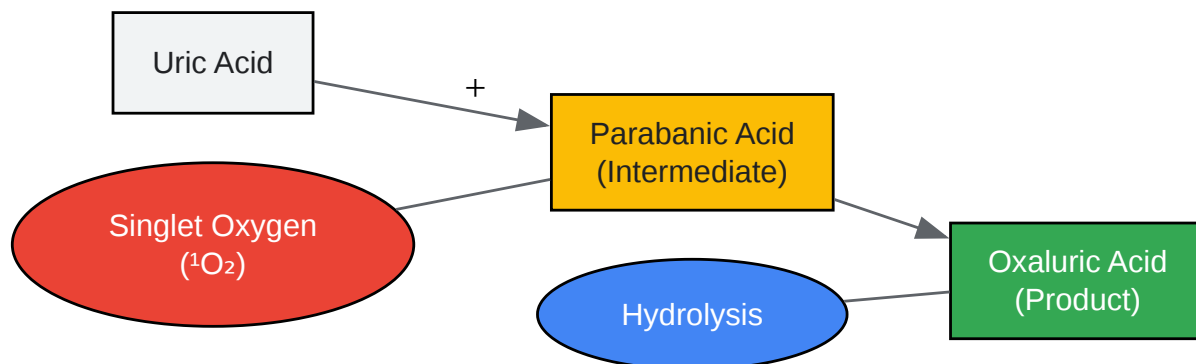 Uric Acid
+
Parabanic Acid
(Intermediate)
Singlet Oxygen
(¹O₂)
Oxaluric Acid
(Product)
Hydrolysis